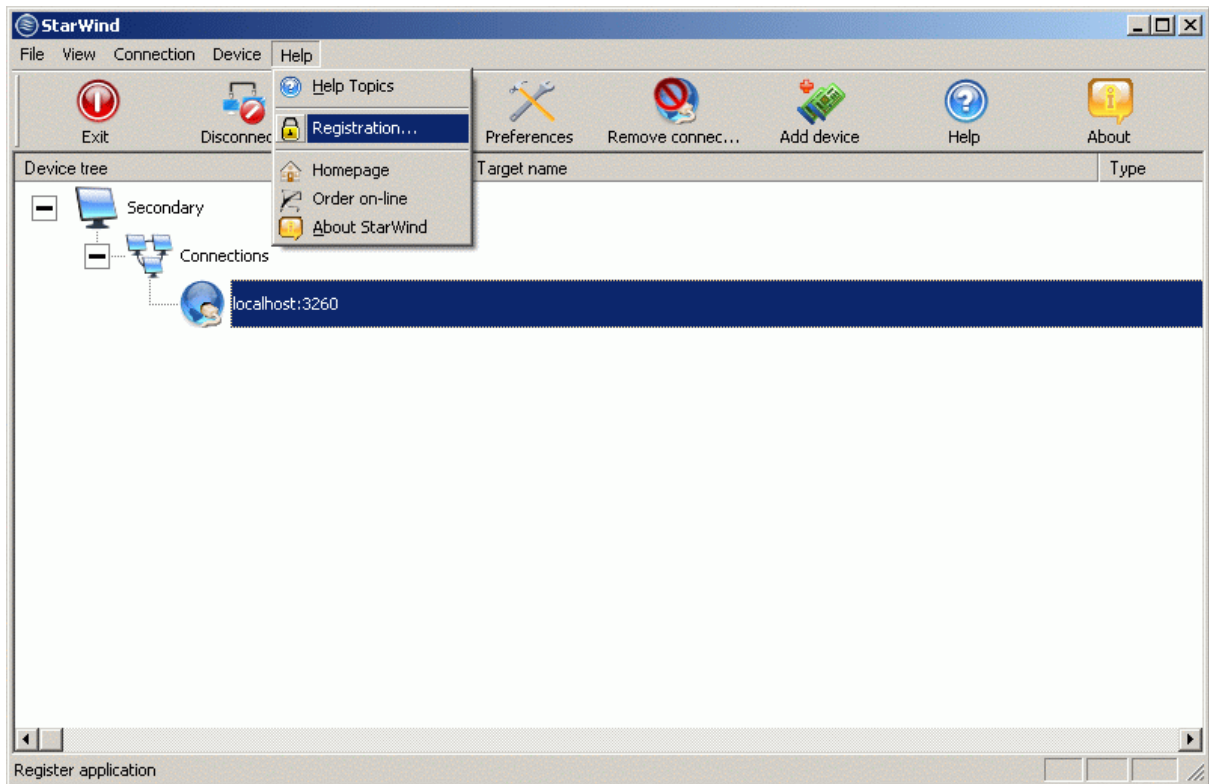 StarWind
File View Connection Device Help
Help Topics
Registration...
Homepage
Order on-line
About StarWind
Exit Disconnec Preferences Remove connec... Add device Help About
Device tree Target name Type
Secondary
Connections
localhost:3260
Register application